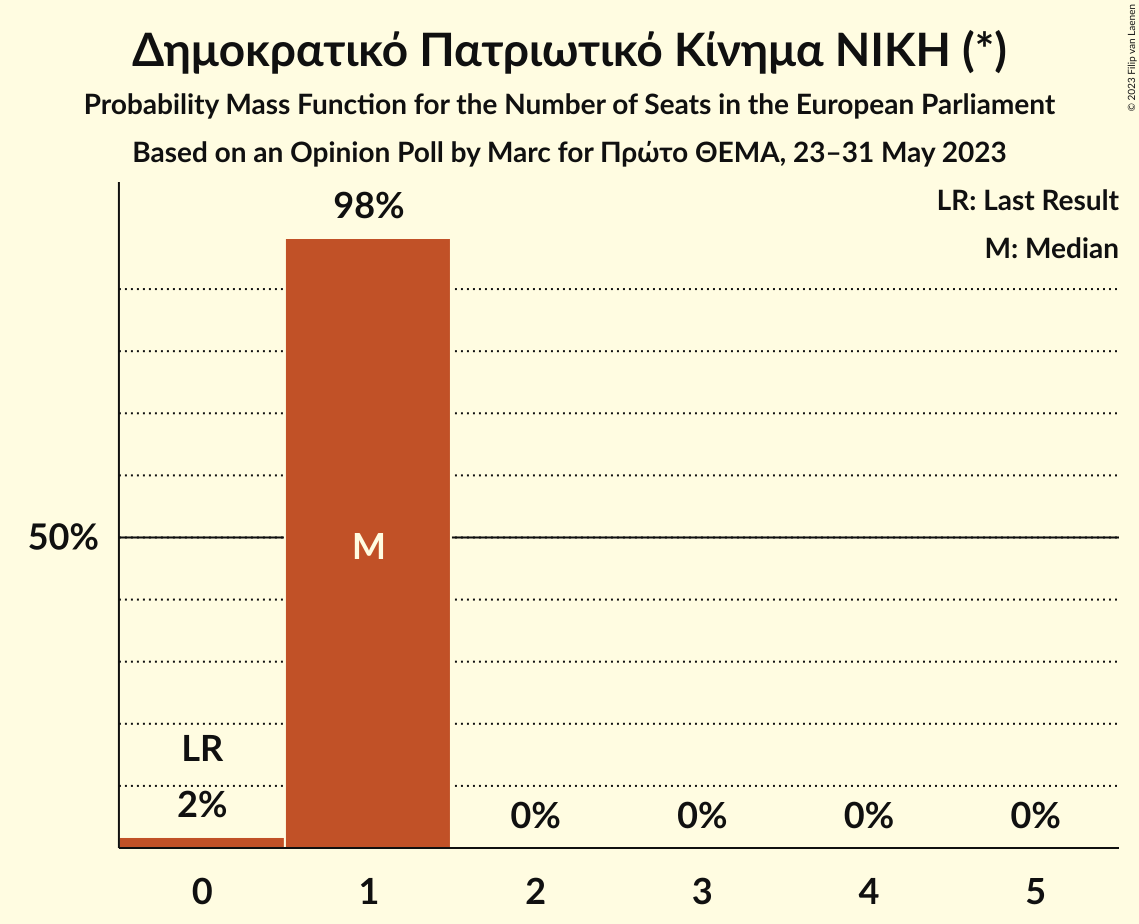 Δημοκρατικό Πατριωτικό Κίνημα ΝΙΚΗ (*)
Probability Mass Function for the Number of Seats in the European Parliament
Based on an Opinion Poll by Marc for Πρώτο ΘΕΜΑ, 23–31 May 2023
© 2023 Filip van Laenen
LR: Last Result
M: Median
98%
50%
M
LR
2%
0%
0%
0%
0%
0
1
2
3
4
5